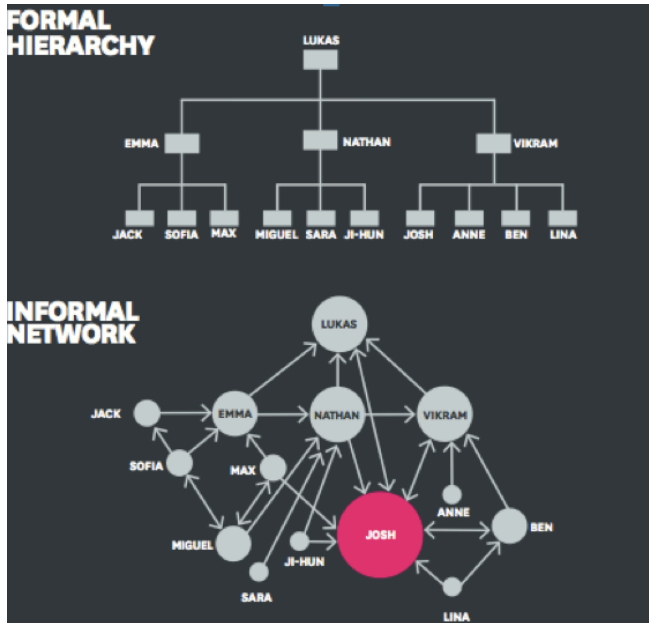 FORMAL
HIERARCHY
LUKAS
EMMA
NATHAN
VIKRAM
JACK
SOFIA
MAX
MIGUEL
SARA
JI-HUN
JOSH
ANNE
BEN
LINA
INFORMAL
NETWORK
LUKAS
JACK
EMMA
NATHAN
VIKRAM
SOFIA
MAX
ANNE
MIGUEL
JOSH
BEN
JI-HUN
SARA
LINA